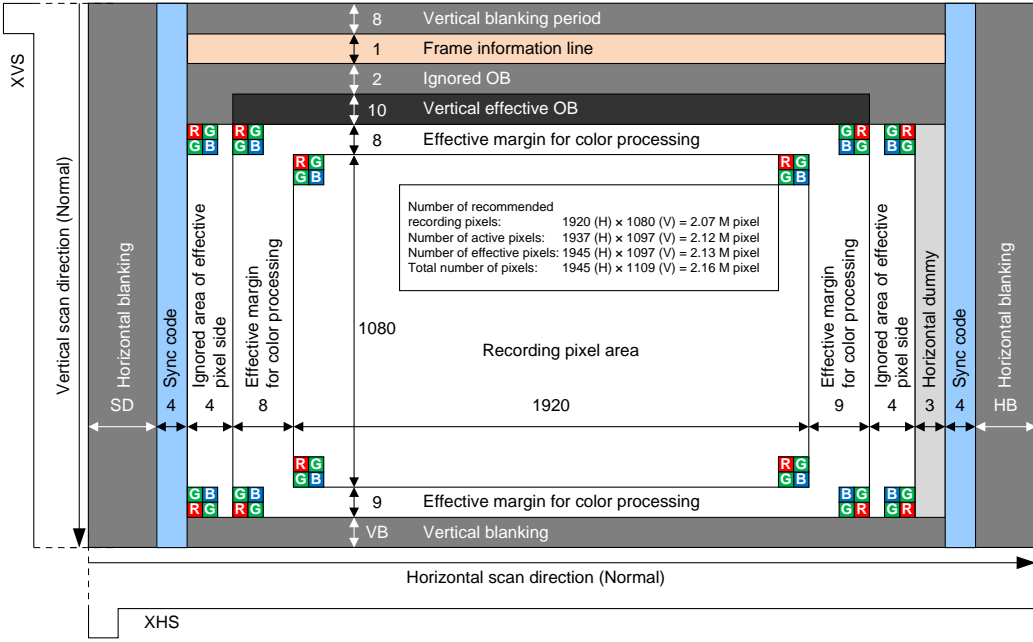 XVS
Vertical scan direction (Normal)
8 Vertical blanking period
1 Frame information line
2 Ignored OB
10 Vertical effective OB
R G R G
G B G B
8 Effective margin for color processing
G R G R
B G B G
R G
G B
R G
G B
Number of recommended
recording pixels: 1920 (H) × 1080 (V) = 2.07 M pixel
Number of active pixels: 1937 (H) × 1097 (V) = 2.12 M pixel
Number of effective pixels: 1945 (H) × 1097 (V) = 2.13 M pixel
Total number of pixels: 1945 (H) × 1109 (V) = 2.16 M pixel
Horizontal blanking
SD
Sync code
4
Ignored area of effective
pixel side
4
Effective margin
for color processing
8
1080
Recording pixel area
1920
Effective margin
for color processing
9
Ignored area of effective
pixel side
4
Horizontal dummy
3
Sync code
4
Horizontal blanking
HB
R G
G B
R G
G B
G B G B
R G R G
9 Effective margin for color processing
B G B G
G R G R
VB Vertical blanking
Horizontal scan direction (Normal)
XHS